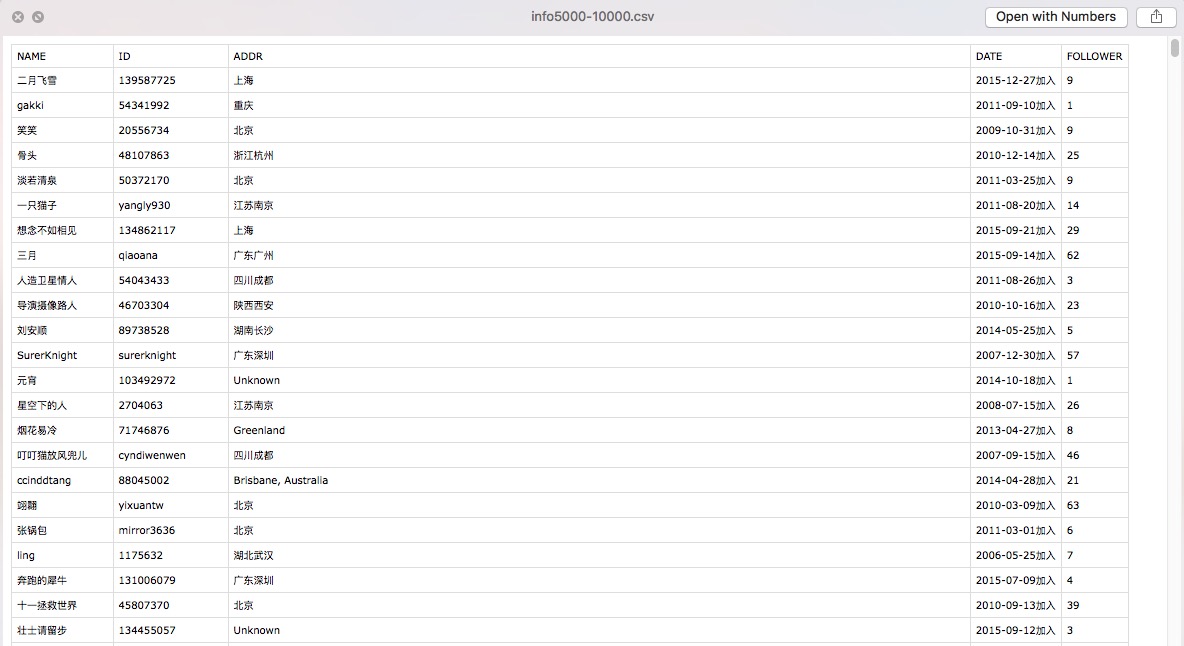 info5000-10000.csv
Open with Numbers
NAME ID ADDR DATE FOLLOWER
二月飞雪 139587725 上海 2015-12-27加入 9
gakki 54341992 重庆 2011-09-10加入 1
笑笑 20556734 北京 2009-10-31加入 9
骨头 48107863 浙江杭州 2010-12-14加入 25
淡若清泉 50372170 北京 2011-03-25加入 9
一只猫子 yangly930 江苏南京 2011-08-20加入 14
想念不如相见 134862117 上海 2015-09-21加入 29
三月 qiaoana 广东广州 2015-09-14加入 62
人造卫星情人 54043433 四川成都 2011-08-26加入 3
导演摄像路人 46703304 陕西西安 2010-10-16加入 23
刘安顺 89738528 湖南长沙 2014-05-25加入 5
SurerKnight surerknight 广东深圳 2007-12-30加入 57
元宵 103492972 Unknown 2014-10-18加入 1
星空下的人 2704063 江苏南京 2008-07-15加入 26
烟花易冷 71746876 Greenland 2013-04-27加入 8
叮叮猫放风兜儿 cyndiwenwen 四川成都 2007-09-15加入 46
ccinddtang 88045002 Brisbane, Australia 2014-04-28加入 21
翊翾 yixuantw 北京 2010-03-09加入 63
张锅包 mirror3636 北京 2011-03-01加入 6
ling 1175632 湖北武汉 2006-05-25加入 7
奔跑的犀牛 131006079 广东深圳 2015-07-09加入 4
十一拯救世界 45807370 北京 2010-09-13加入 39
壮士请留步 134455057 Unknown 2015-09-12加入 3